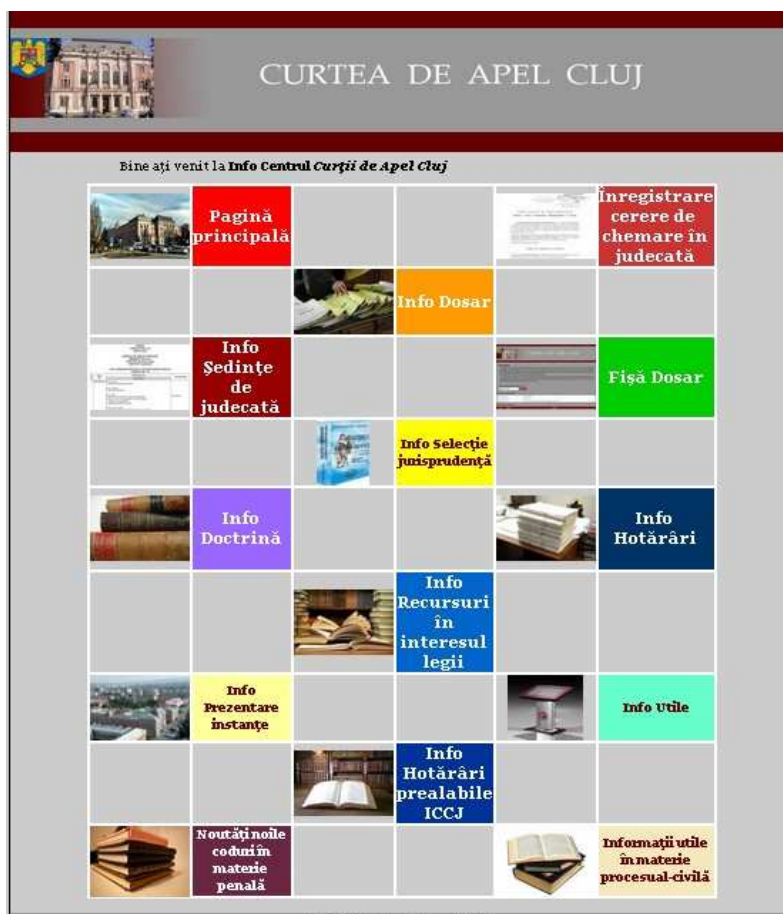 CURTEA DE APEL CLUJ
Bine ați venit la Info Centrul Curții de Apel Cluj
Pagină
principală
Înregistrare
cerere de
chemare în
judecată
Info Dosar
Info
Ședințe
de
judecată
Fișă Dosar
Info Selecție
jurisprudență
Info
Doctrină
Info
Hotărâri
Info
Recursuri
în
interesul
legii
Info
Prezentare
instanțe
Info Utile
Info
Hotărâri
prealabile
ICCJ
Noutăți noile
coduri în
materie
penală
Informații utile
în materie
procesual-civilă